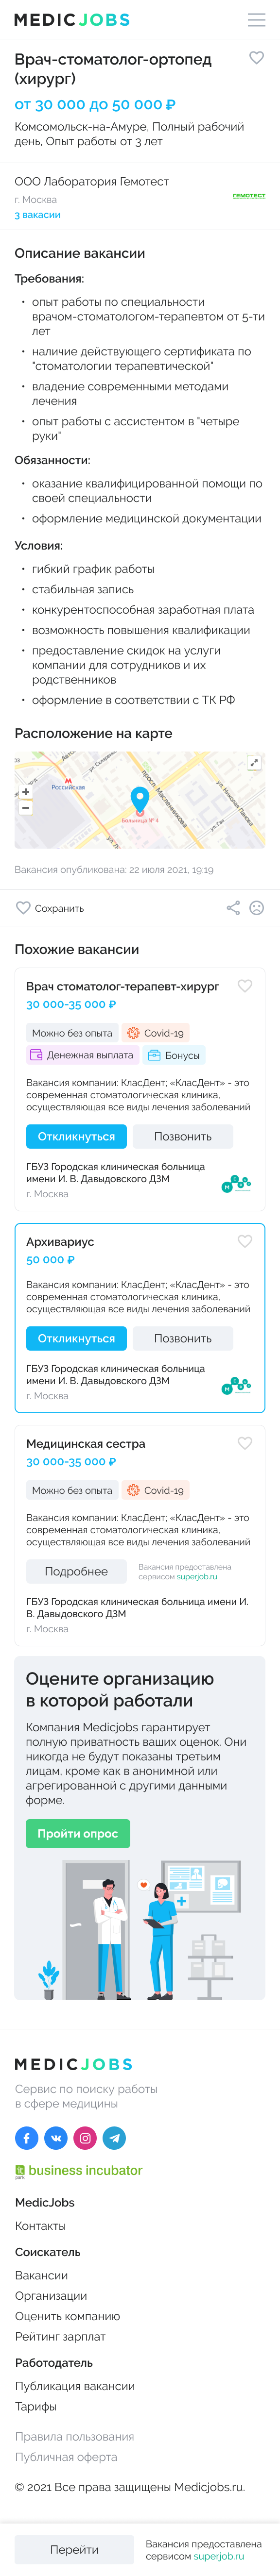 MEDICJOBS
Врач-стоматолог-ортопед
(хирург)
от 30 000 до 50 000 ₽
Комсомольск-на-Амуре, Полный рабочий
день, Опыт работы от 3 лет
ООО Лаборатория Гемотест
г. Москва
ГЕМОТЕСТ
3 вакасии
Описание вакансии
Требования:
• опыт работы по специальности
врачом-стоматологом-терапевтом от 5-ти
лет
• наличие действующего сертификата по
"стоматологии терапевтической"
• владение современными методами
лечения
• опыт работы с ассистентом в "четыре
руки"
Обязанности:
• оказание квалифицированной помощи по
своей специальности
• оформление медицинской документации
Условия:
• гибкий график работы
• стабильная запись
• конкурентоспособная заработная плата
• возможность повышения квалификации
• предоставление скидок на услуги
компании для сотрудников и их
родственников
• оформление в соответствии с ТК РФ
Расположение на карте
Российская
Больница № 4
Вакансия опубликована: 22 июля 2021, 19:19
Сохранить
Похожие вакансии
Врач стоматолог-терапевт-хирург
30 000-35 000 ₽
Можно без опыта Covid-19
Денежная выплата Бонусы
Вакансия компании: КласДент; «КласДент» - это
современная стоматологическая клиника,
осуществляющая все виды лечения заболеваний
Откликнуться Позвонить
ГБУЗ Городская клиническая больница
имени И. В. Давыдовского ДЗМ
г. Москва
Архивариус
50 000 ₽
Вакансия компании: КласДент; «КласДент» - это
современная стоматологическая клиника,
осуществляющая все виды лечения заболеваний
Откликнуться Позвонить
ГБУЗ Городская клиническая больница
имени И. В. Давыдовского ДЗМ
г. Москва
Медицинская сестра
30 000-35 000 ₽
Можно без опыта Covid-19
Вакансия компании: КласДент; «КласДент» - это
современная стоматологическая клиника,
осуществляющая все виды лечения заболеваний
Подробнее
Вакансия предоставлена
сервисом superjob.ru
ГБУЗ Городская клиническая больница имени И.
В. Давыдовского ДЗМ
г. Москва
Оцените организацию
в которой работали
Компания Medicjobs гарантирует
полную приватность ваших оценок. Они
никогда не будут показаны третьим
лицам, кроме как в анонимной или
агрегированной с другими данными
форме.
Пройти опрос
MEDICJOBS
Сервис по поиску работы
в сфере медицины
business incubator
MedicJobs
Контакты
Соискатель
Вакансии
Организации
Оценить компанию
Рейтинг зарплат
Работодатель
Публикация вакансии
Тарифы
Правила пользования
Публичная оферта
© 2021 Все права защищены Medicjobs.ru.
Перейти
Вакансия предоставлена
сервисом superjob.ru